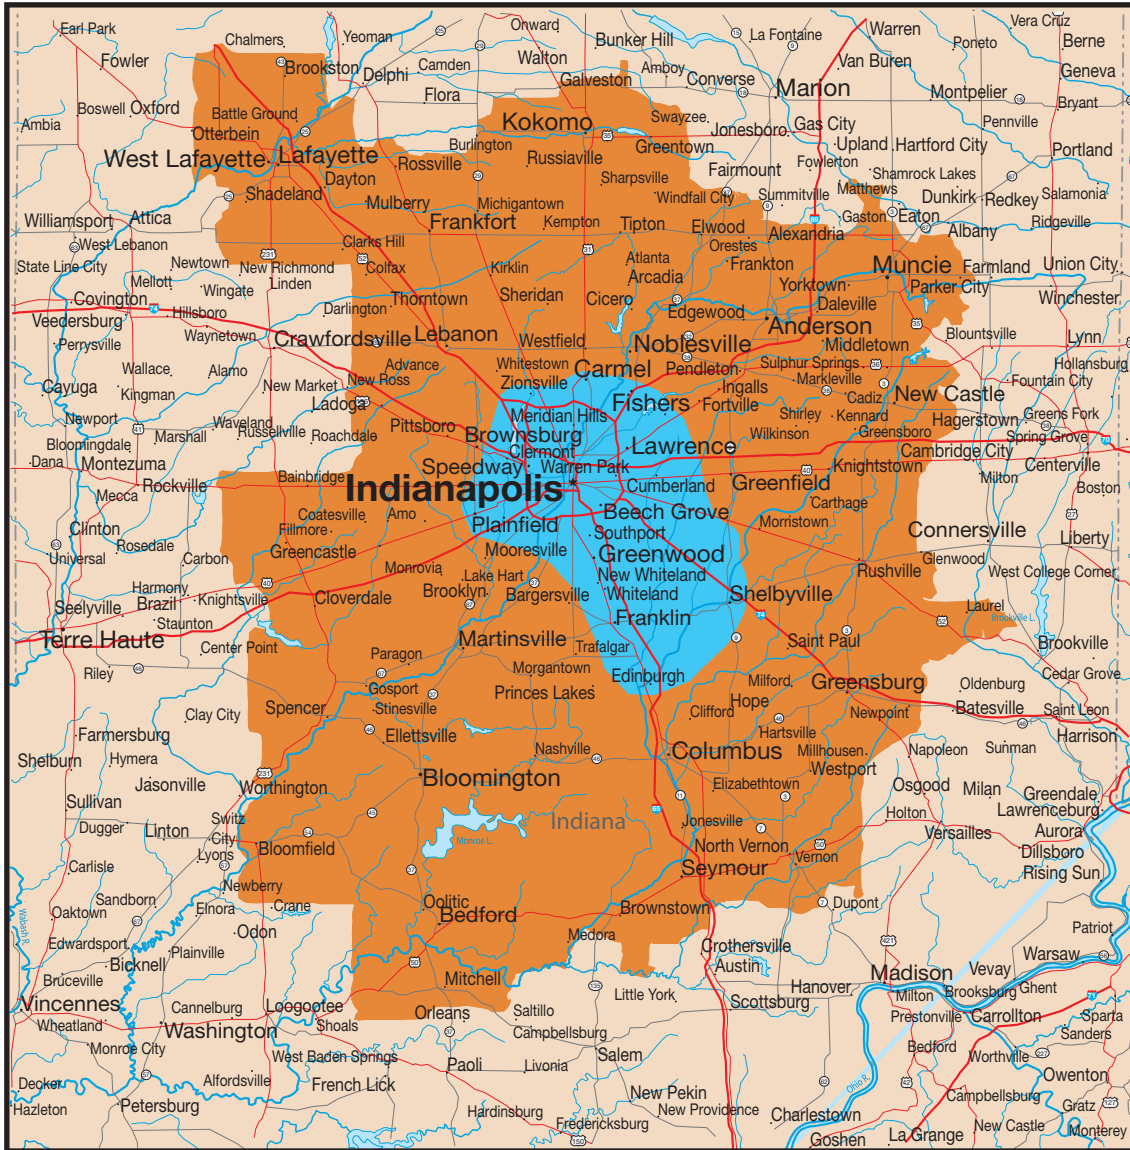 Earl Park
Chalmers
Yeoman
Onward
Bunker Hill
La Fontaine
Warren
Vera Cruz
Poneto
Berne
Fowler
Brookston
Delphi
Camden
Walton
Galveston
Amboy
Converse
Van Buren
Geneva
Boswell
Oxford
Battle Ground
Flora
Marion
Montpelier
Bryant
Ambia
Otterbein
Kokomo
Swayzee
Jonesboro
Gas City
Pennville
Burlington
Greentown
Upland
Hartford City
Portland
West Lafayette
Lafayette
Rossville
Russiaville
Fairmount
Fowlerton
Shamrock Lakes
Dayton
Sharpsville
Matthews
Shadeland
Mulberry
Michigantown
Windfall City
Summitville
Dunkirk
Redkey
Salamonia
Williamsport
Attica
Frankfort
Kempton
Tipton
Elwood
Gaston
Eaton
Albany
Ridgeville
Alexandria
West Lebanon
Clarks Hill
Orestes
State Line City
Newtown
New Richmond
Colfax
Kirklin
Atlanta
Frankton
Muncie
Farmland
Union City
Mellott
Wingate
Linden
Arcadia
Yorktown
Parker City
Covington
Hillsboro
Darlington
Thorntown
Sheridan
Cicero
Edgewood
Daleville
Winchester
Veedersburg
Waynetown
Crawfordsville
Lebanon
Westfield
Noblesville
Anderson
Middletown
Blountsville
Lynn
Perrysville
Wallace
Alamo
Advance
Whitestown
Carmel
Pendleton
Sulphur Springs
Hollansburg
Cayuga
Kingman
New Market
New Ross
Zionsville
Ingalls
Markleville
Fountain City
Cadiz
New Castle
Ladoga
Fishers
Fortville
Newport
Waveland
Meridian Hills
Shirley
Kennard
Hagerstown
Greens Fork
Bloomingdale
Marshall
Russellville
Roachdale
Pittsboro
Brownsburg
Wilkinson
Greensboro
Spring Grove
Dana
Montezuma
Clermont
Lawrence
Cambridge City
Centerville
Speedway
Warren Park
Knightstown
Mecca
Rockville
Bainbridge
Indianapolis
Cumberland
Greenfield
Milton
Boston
Coatesville
Amo
Beech Grove
Carthage
Clinton
Fillmore
Plainfield
Morristown
Connersville
Rosedale
Southport
Liberty
Universal
Carbon
Greencastle
Mooresville
Greenwood
Glenwood
Monrovia
Rushville
West College Corner
Harmony
Lake Hart
New Whiteland
Seelyville
Brazil
Knightsville
Cloverdale
Brooklyn
Bargersville
Whiteland
Shelbyville
Laurel
Staunton
Franklin
Brookville L.
Terre Haute
Martinsville
Saint Paul
Brookville
Center Point
Paragon
Trafalgar
Riley
Morgantown
Edinburgh
Milford
Cedar Grove
Gosport
Princes Lakes
Greensburg
Oldenburg
Spencer
Stinesville
Clifford
Hope
Newpoint
Batesville
Saint Leon
Clay City
Ellettsville
Hartsville
Harrison
Farmersburg
Nashville
Columbus
Millhousen
Napoleon
Sunman
Shelburn
Hymera
Westport
Jasonville
Worthington
Bloomington
Elizabethtown
Osgood
Milan
Greendale
Sullivan
Lawrenceburg
Switz
City
Holton
Dugger
Linton
Indiana
Jonesville
Versailles
Aurora
Bloomfield
Monroe L.
North Vernon
Dillsboro
Lyons
Vernon
Carlisle
Seymour
Rising Sun
Newberry
Sandborn
Crane
Oolitic
Dupont
Oaktown
Elnora
Bedford
Brownstown
Wabash R.
Odon
Medora
Patriot
Edwardsport
Plainville
Crothersville
Warsaw
Bicknell
Mitchell
Austin
Madison
Vevay
Bruceville
Hanover
Brooksburg
Ghent
Vincennes
Cannelburg
Loogootee
Orleans
Saltillo
Little York
Scottsburg
Milton
Wheatland
Washington
Shoals
Campbellsburg
Prestonville
Carrollton
Sparta
Sanders
Monroe City
West Baden Springs
Salem
Bedford
Worthville
Decker
Alfordsville
French Lick
Paoli
Livonia
Ohio R.
Owenton
Hazleton
Petersburg
New Pekin
Campbellsburg
Hardinsburg
New Providence
Charlestown
Gratz
Fredericksburg
Goshen
La Grange
New Castle
Monterey